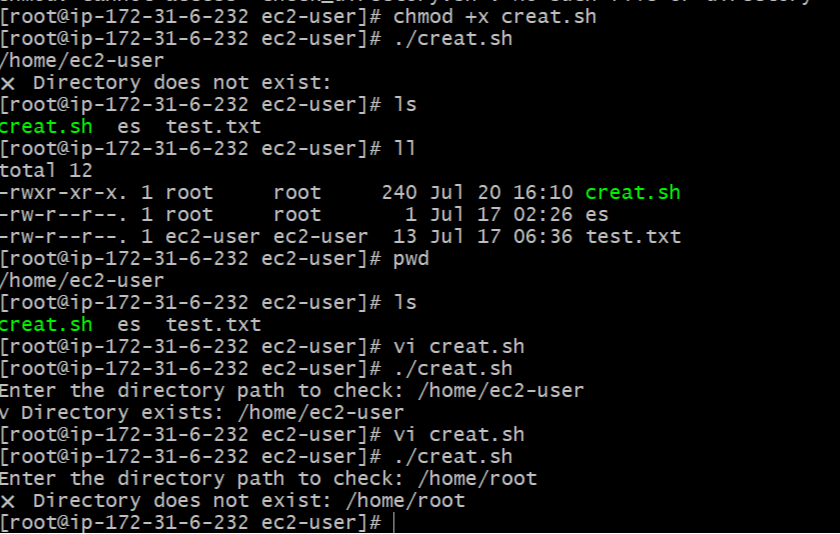 [root@ip-172-31-6-232 ec2-user]# chmod +x creat.sh
[root@ip-172-31-6-232 ec2-user]# ./creat.sh
/home/ec2-user
✕ Directory does not exist:
[root@ip-172-31-6-232 ec2-user]# ls
creat.sh  es  test.txt
[root@ip-172-31-6-232 ec2-user]# ll
total 12
-rwxr-xr-x. 1 root     root     240 Jul 20 16:10 creat.sh
-rw-r--r--. 1 root     root       1 Jul 17 02:26 es
-rw-r--r--. 1 ec2-user ec2-user  13 Jul 17 06:36 test.txt
[root@ip-172-31-6-232 ec2-user]# pwd
/home/ec2-user
[root@ip-172-31-6-232 ec2-user]# ls
creat.sh  es  test.txt
[root@ip-172-31-6-232 ec2-user]# vi creat.sh
[root@ip-172-31-6-232 ec2-user]# ./creat.sh
Enter the directory path to check: /home/ec2-user
v Directory exists: /home/ec2-user
[root@ip-172-31-6-232 ec2-user]# vi creat.sh
[root@ip-172-31-6-232 ec2-user]# ./creat.sh
Enter the directory path to check: /home/root
✕ Directory does not exist: /home/root
[root@ip-172-31-6-232 ec2-user]#